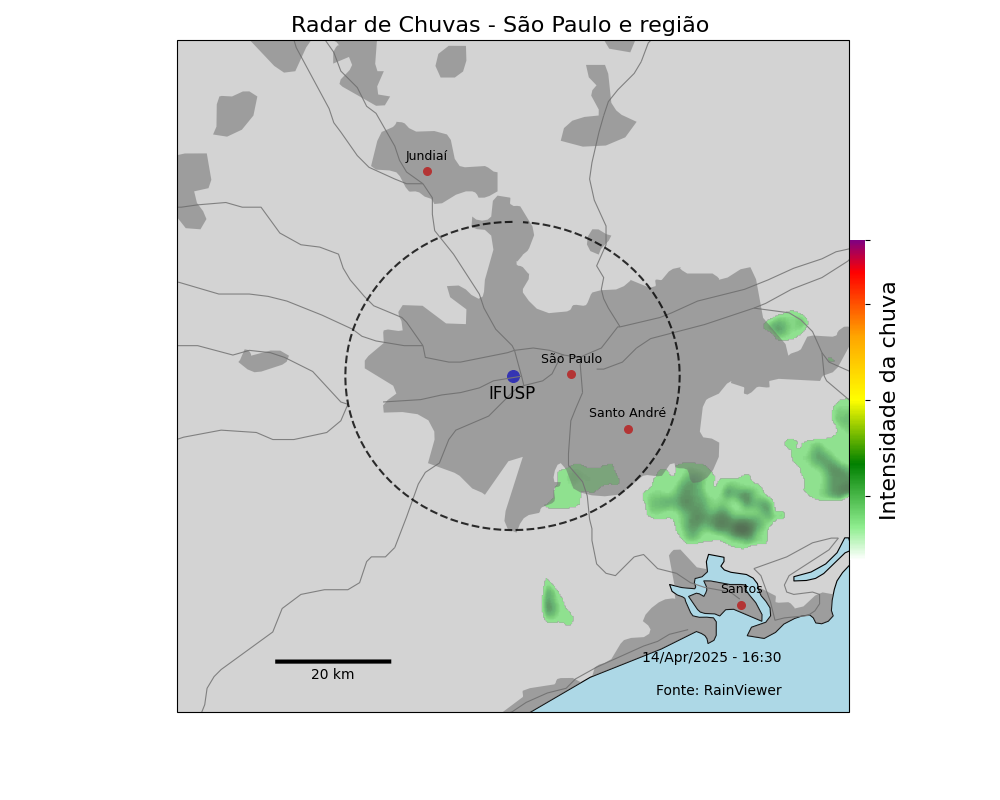 Radar de Chuvas - São Paulo e região
Jundiaí
São Paulo
IFUSP
Santo André
Intensidade da chuva
Santos
14/Apr/2025 - 16:30
20 km
Fonte: RainViewer